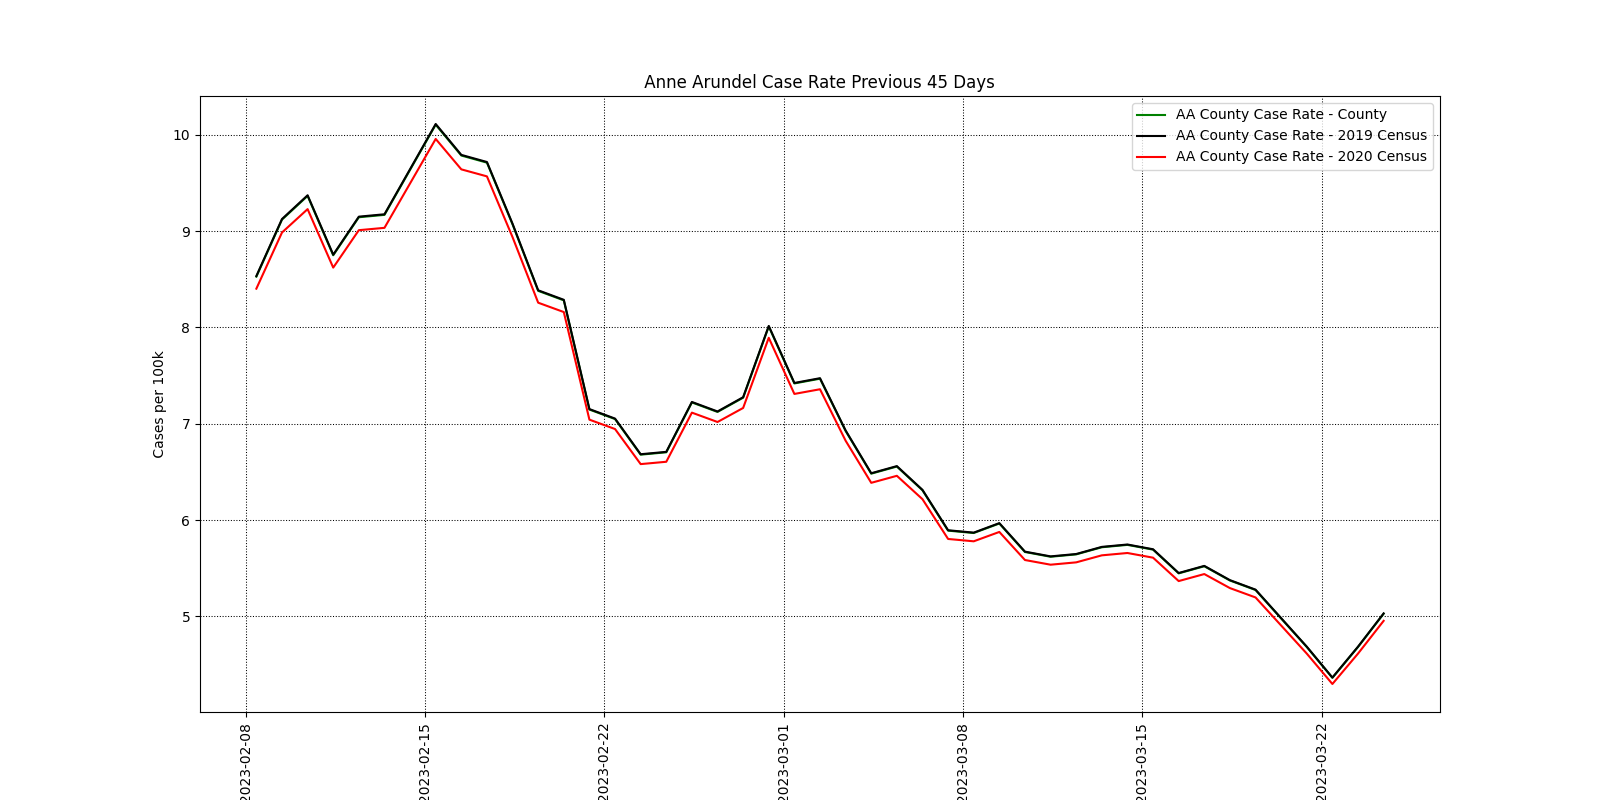 Anne Arundel Case Rate Previous 45 Days
AA County Case Rate - County
AA County Case Rate - 2019 Census
AA County Case Rate - 2020 Census
Cases per 100k
10
9
8
7
6
5
2023-02-08
2023-02-15
2023-02-22
2023-03-01
2023-03-08
2023-03-15
2023-03-22